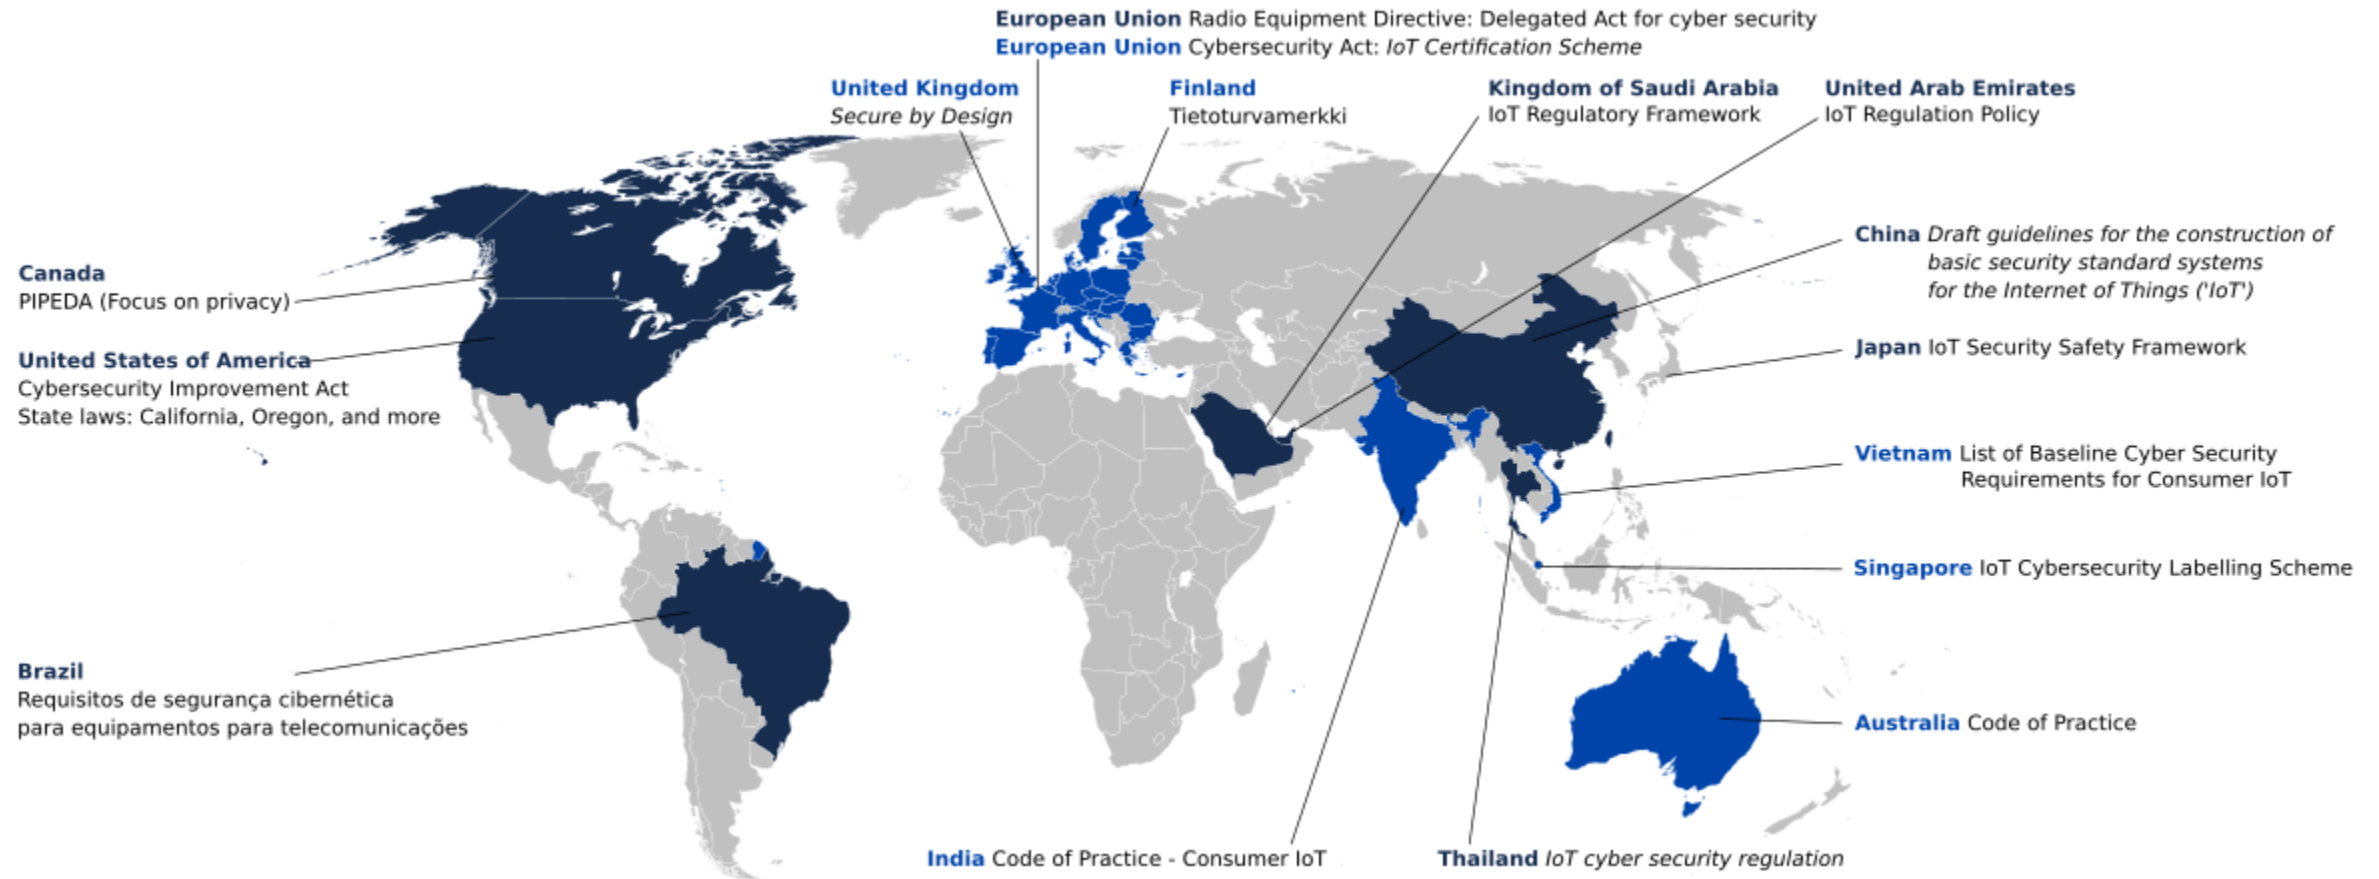 European Union Radio Equipment Directive: Delegated Act for cyber security
European Union Cybersecurity Act: IoT Certification Scheme
United Kingdom
Secure by Design
Finland
Tietoturvamerkki
Kingdom of Saudi Arabia
IoT Regulatory Framework
United Arab Emirates
IoT Regulation Policy
Canada
PIPEDA (Focus on privacy)
United States of America
Cybersecurity Improvement Act
State laws: California, Oregon, and more
Brazil
Requisitos de segurança cibernética
para equipamentos para telecomunicações
China Draft guidelines for the construction of
basic security standard systems
for the Internet of Things ('IoT')
Japan IoT Security Safety Framework
Vietnam List of Baseline Cyber Security
Requirements for Consumer IoT
Singapore IoT Cybersecurity Labelling Scheme
Australia Code of Practice
India Code of Practice - Consumer IoT
Thailand IoT cyber security regulation